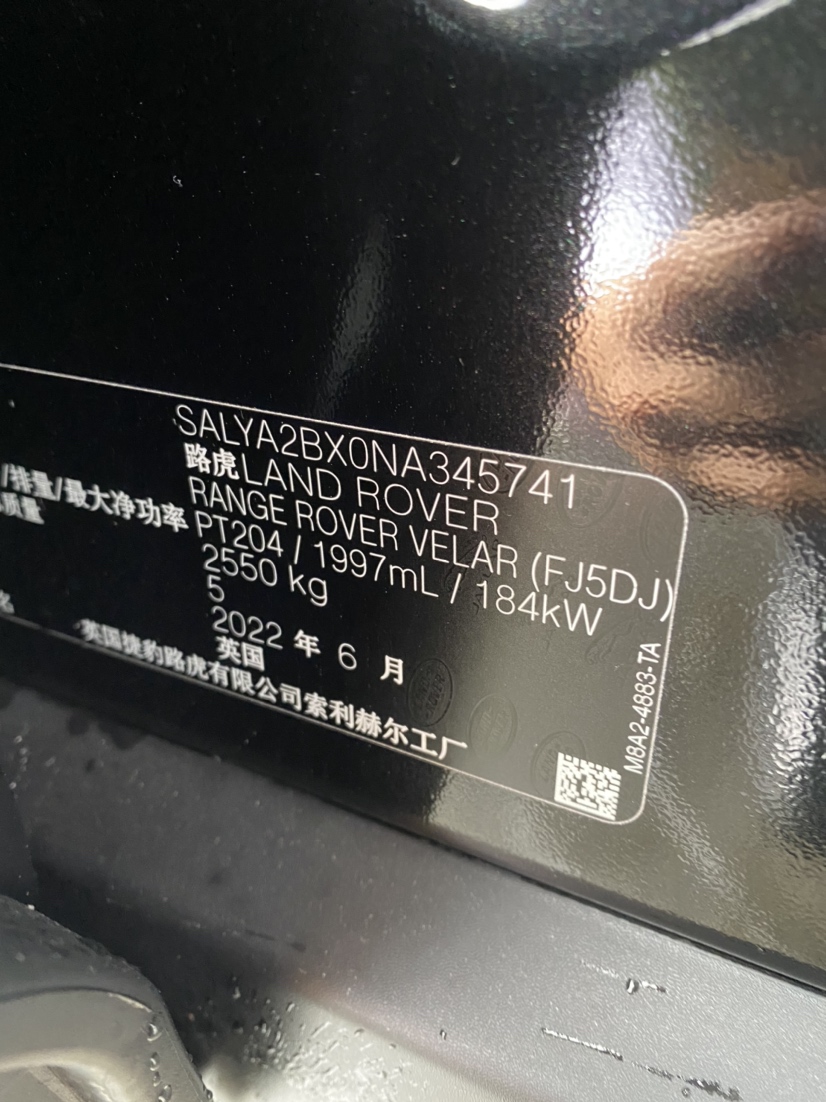 SALYA2BX0NA345741
路虎LAND ROVER
RANGE ROVER VELAR (FJ5DJ)
/排量/最大净功率 PT204 / 1997mL / 184kW
质量 2550 kg
5
2022 年 6 月
名 英国
英国捷豹路虎有限公司索利赫尔工厂
M8A2-4883-TA